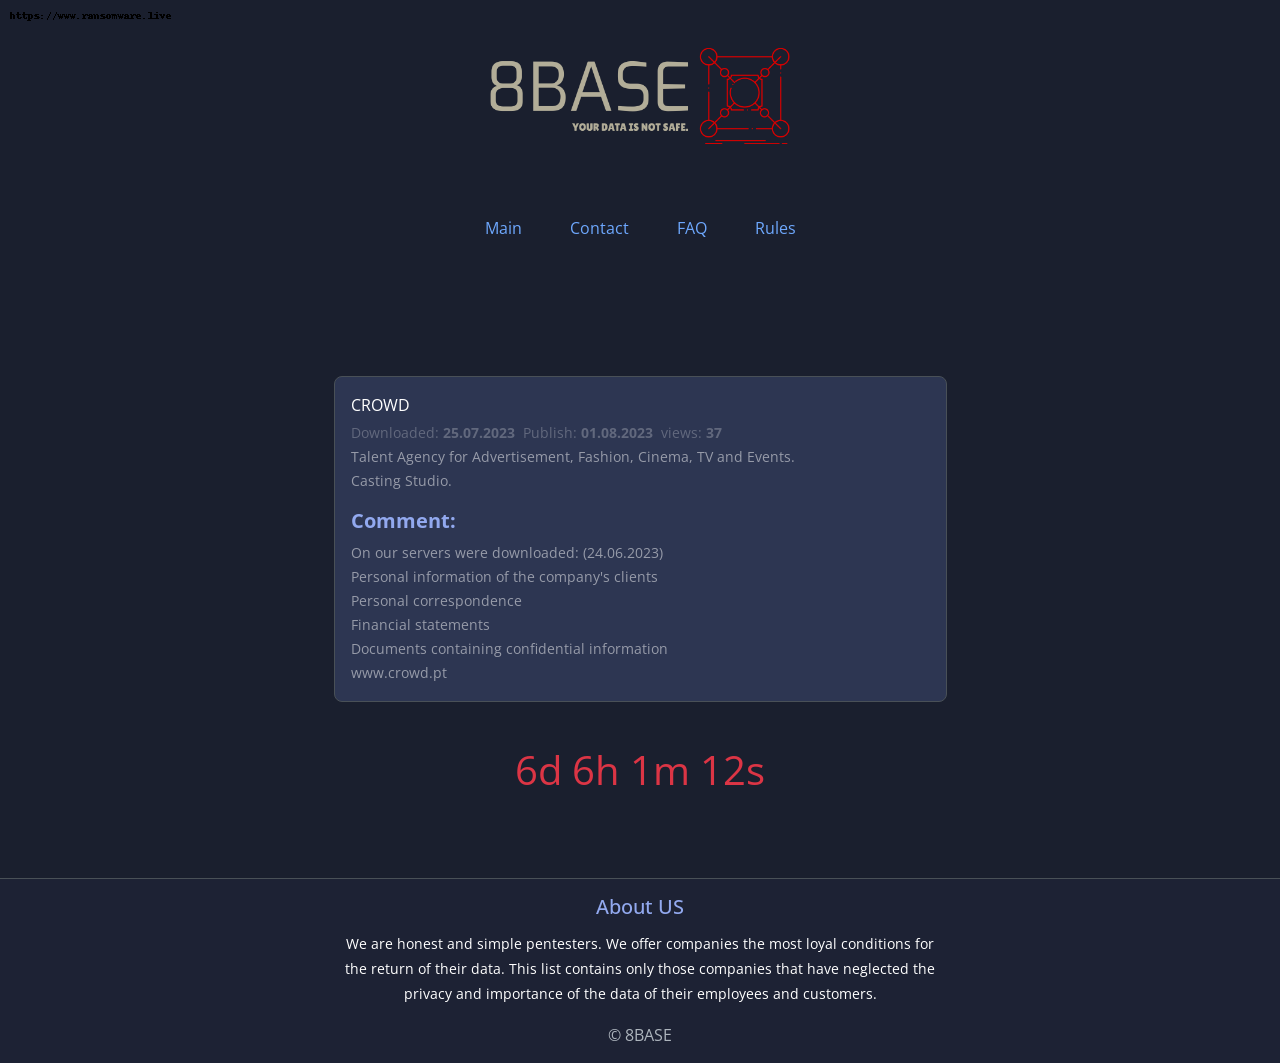 https://www.ransomware.live
8BASE
YOUR DATA IS NOT SAFE.
Main Contact FAQ Rules
CROWD
Downloaded: 25.07.2023 Publish: 01.08.2023 views: 37
Talent Agency for Advertisement, Fashion, Cinema, TV and Events.
Casting Studio.
Comment:
On our servers were downloaded: (24.06.2023)
Personal information of the company's clients
Personal correspondence
Financial statements
Documents containing confidential information
www.crowd.pt
6d 6h 1m 12s
About US
We are honest and simple pentesters. We offer companies the most loyal conditions for
the return of their data. This list contains only those companies that have neglected the
privacy and importance of the data of their employees and customers.
© 8BASE